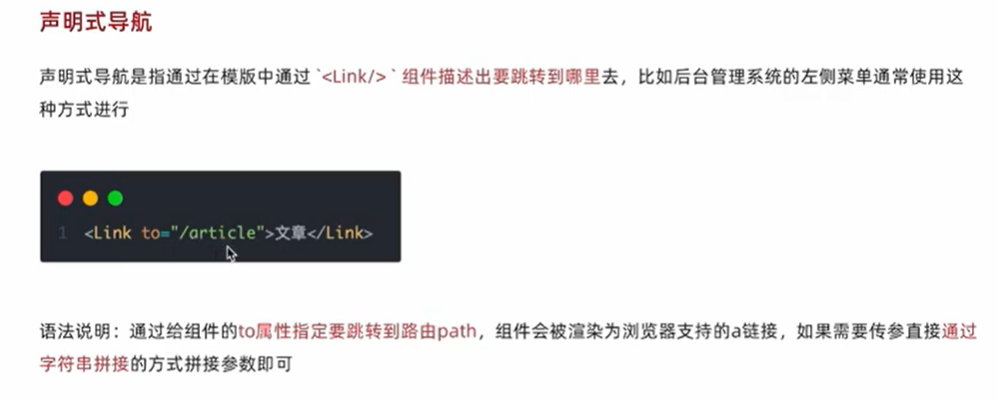 声明式导航
声明式导航是指通过在模版中通过 `<Link/> ` 组件描述出要跳转到哪里去，比如后台管理系统的左侧菜单通常使用这
种方式进行
1 <Link to="/article">文章</Link>
语法说明：通过给组件的to属性指定要跳转到路由path，组件会被渲染为浏览器支持的a链接，如果需要传参直接通过
字符串拼接的方式拼接参数即可